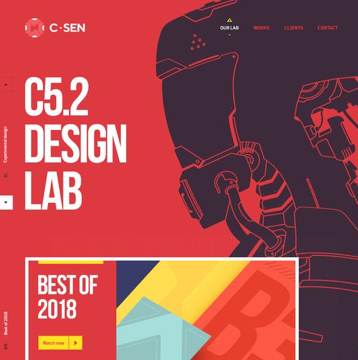 C·SEN
OUR LAB
WORKS
CLIENTS
CONTACT
C5.2
DESIGN
LAB
Experimental design
01
BEST OF
2018
Watch now
Best of 2018